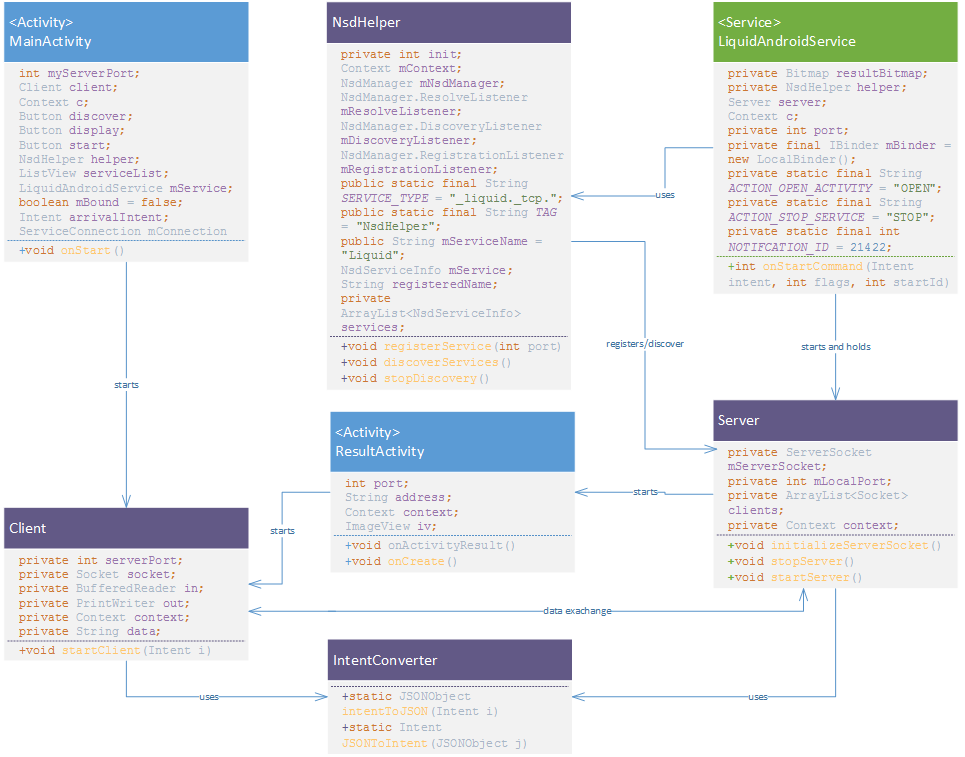 <Activity>
MainActivity
int myServerPort;
Client client;
Context c;
Button discover;
Button display;
Button start;
NsdHelper helper;
ListView serviceList;
LiquidAndroidService mService;
boolean mBound = false;
Intent arrivalIntent;
ServiceConnection mConnection
+void onStart()
NsdHelper
private int init;
Context mContext;
NsdManager mNsdManager;
NsdManager.ResolveListener
mResolveListener;
NsdManager.DiscoveryListener
mDiscoveryListener;
NsdManager.RegistrationListener
mRegistrationListener;
public static final String
SERVICE_TYPE = "_liquid._tcp.";
public static final String TAG
= "NsdHelper";
public String mServiceName =
"Liquid";
NsdServiceInfo mService;
String registeredName;
private
ArrayList<NsdServiceInfo>
services;
+void registerService(int port)
+void discoverServices()
+void stopDiscovery()
<Service>
LiquidAndroidService
private Bitmap resultBitmap;
private NsdHelper helper;
Server server;
Context c;
private int port;
private final IBinder mBinder =
new LocalBinder();
private static final String
ACTION_OPEN_ACTIVITY = "OPEN";
private static final String
ACTION_STOP_SERVICE = "STOP";
private static final int
NOTIFCATION_ID = 21422;
+int onStartCommand(Intent
intent, int flags, int startId)
uses
registers/discover
starts and holds
starts
<Activity>
ResultActivity
int port;
String address;
Context context;
ImageView iv;
+void onActivityResult()
+void onCreate()
Server
private ServerSocket
mServerSocket;
private int mLocalPort;
private ArrayList<Socket>
clients;
private Context context;
+void initializeServerSocket()
+void stopServer()
+void startServer()
starts
starts
Client
private int serverPort;
private Socket socket;
private BufferedReader in;
private PrintWriter out;
private Context context;
private String data;
+void startClient(Intent i)
data exachange
IntentConverter
+static JSONObject
intentToJSON(Intent i)
+static Intent
JSONToIntent(JSONObject j)
uses
uses